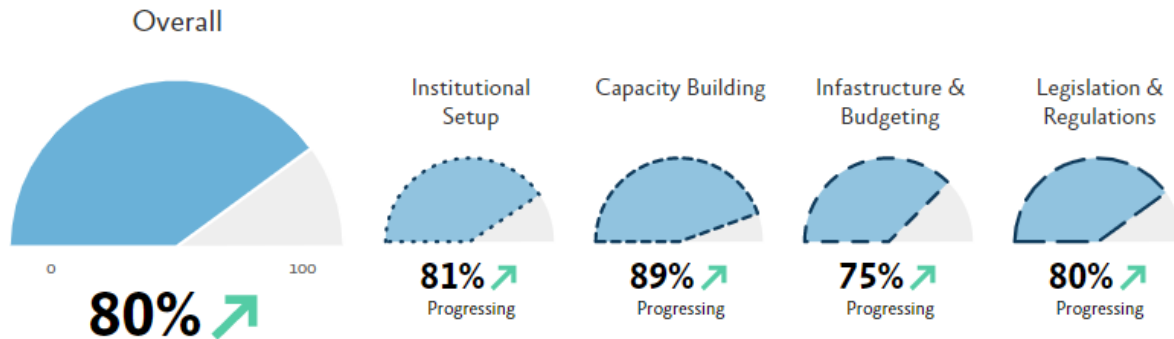 Overall
0
100
80%
Institutional
Setup
81%
Progressing
Capacity Building
89%
Progressing
Infastructure &
Budgeting
75%
Progressing
Legislation &
Regulations
80%
Progressing